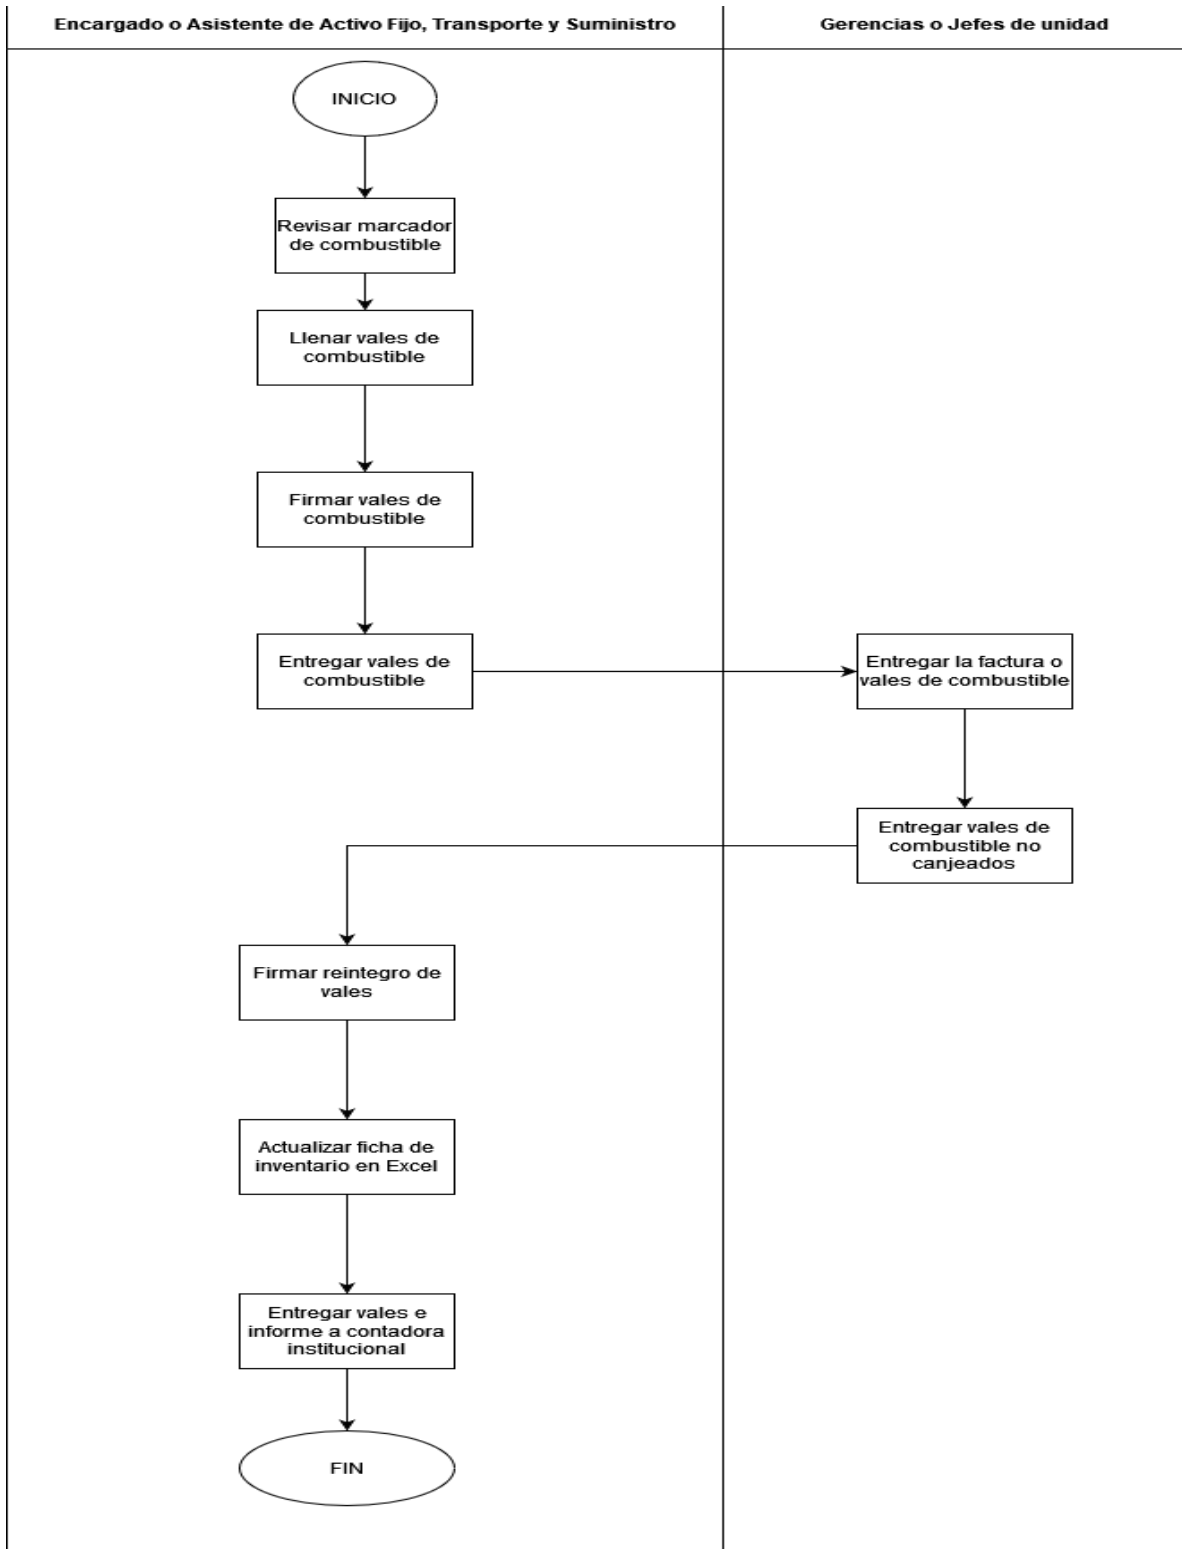 Encargado o Asistente de Activo Fijo, Transporte y Suministro
Gerencias o Jefes de unidad
INICIO
Revisar marcador
de combustible
Llenar vales de
combustible
Firmar vales de
combustible
Entregar vales de
combustible
Entregar la factura o
vales de combustible
Entregar vales de
combustible no
canjeados
Firmar reintegro de
vales
Actualizar ficha de
inventario en Excel
Entregar vales e
informe a contadora
institucional
FIN